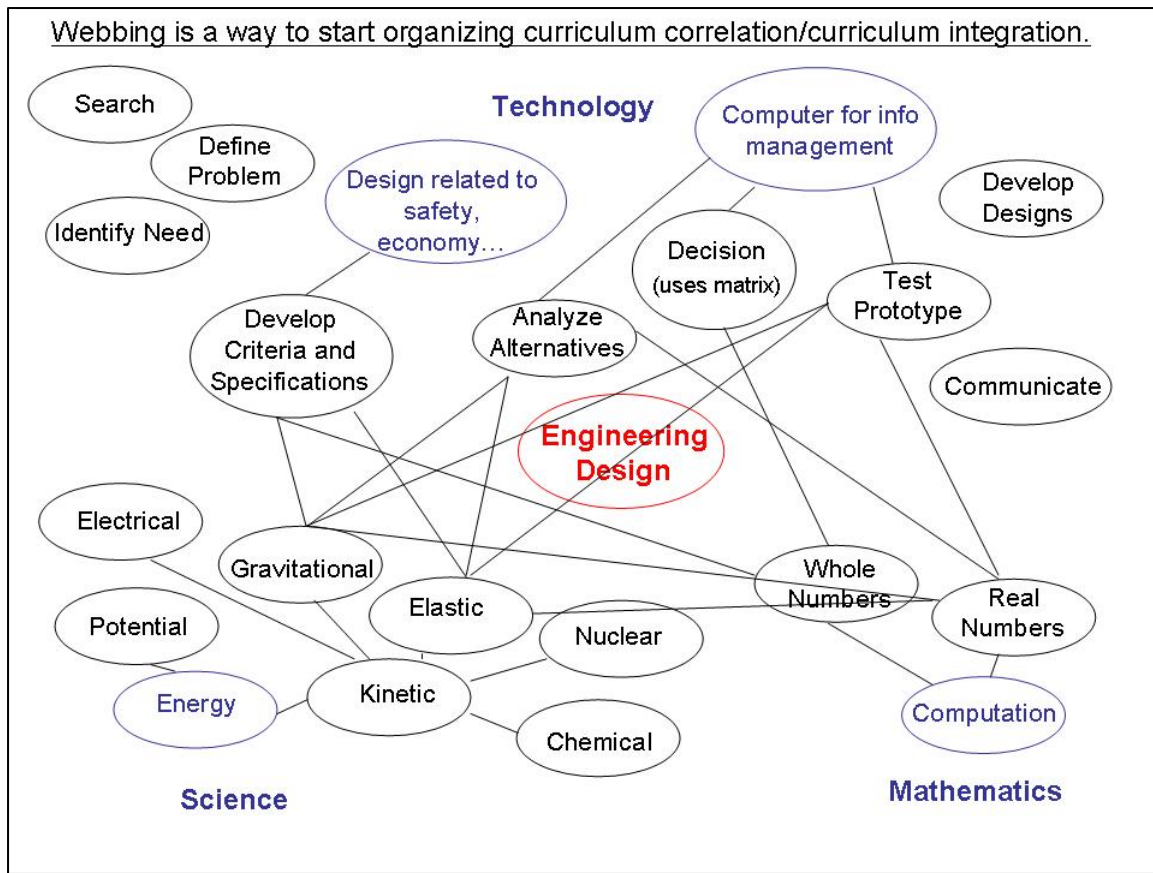 Webbing is a way to start organizing curriculum correlation/curriculum integration.
Search
Technology
Computer for info
management
Define
Problem
Design related to
safety,
economy…
Develop
Designs
Identify Need
Decision
(uses matrix)
Test
Prototype
Develop
Criteria and
Specifications
Analyze
Alternatives
Communicate
Engineering
Design
Electrical
Gravitational
Whole
Numbers
Elastic
Real
Numbers
Potential
Nuclear
Energy
Kinetic
Computation
Chemical
Science
Mathematics